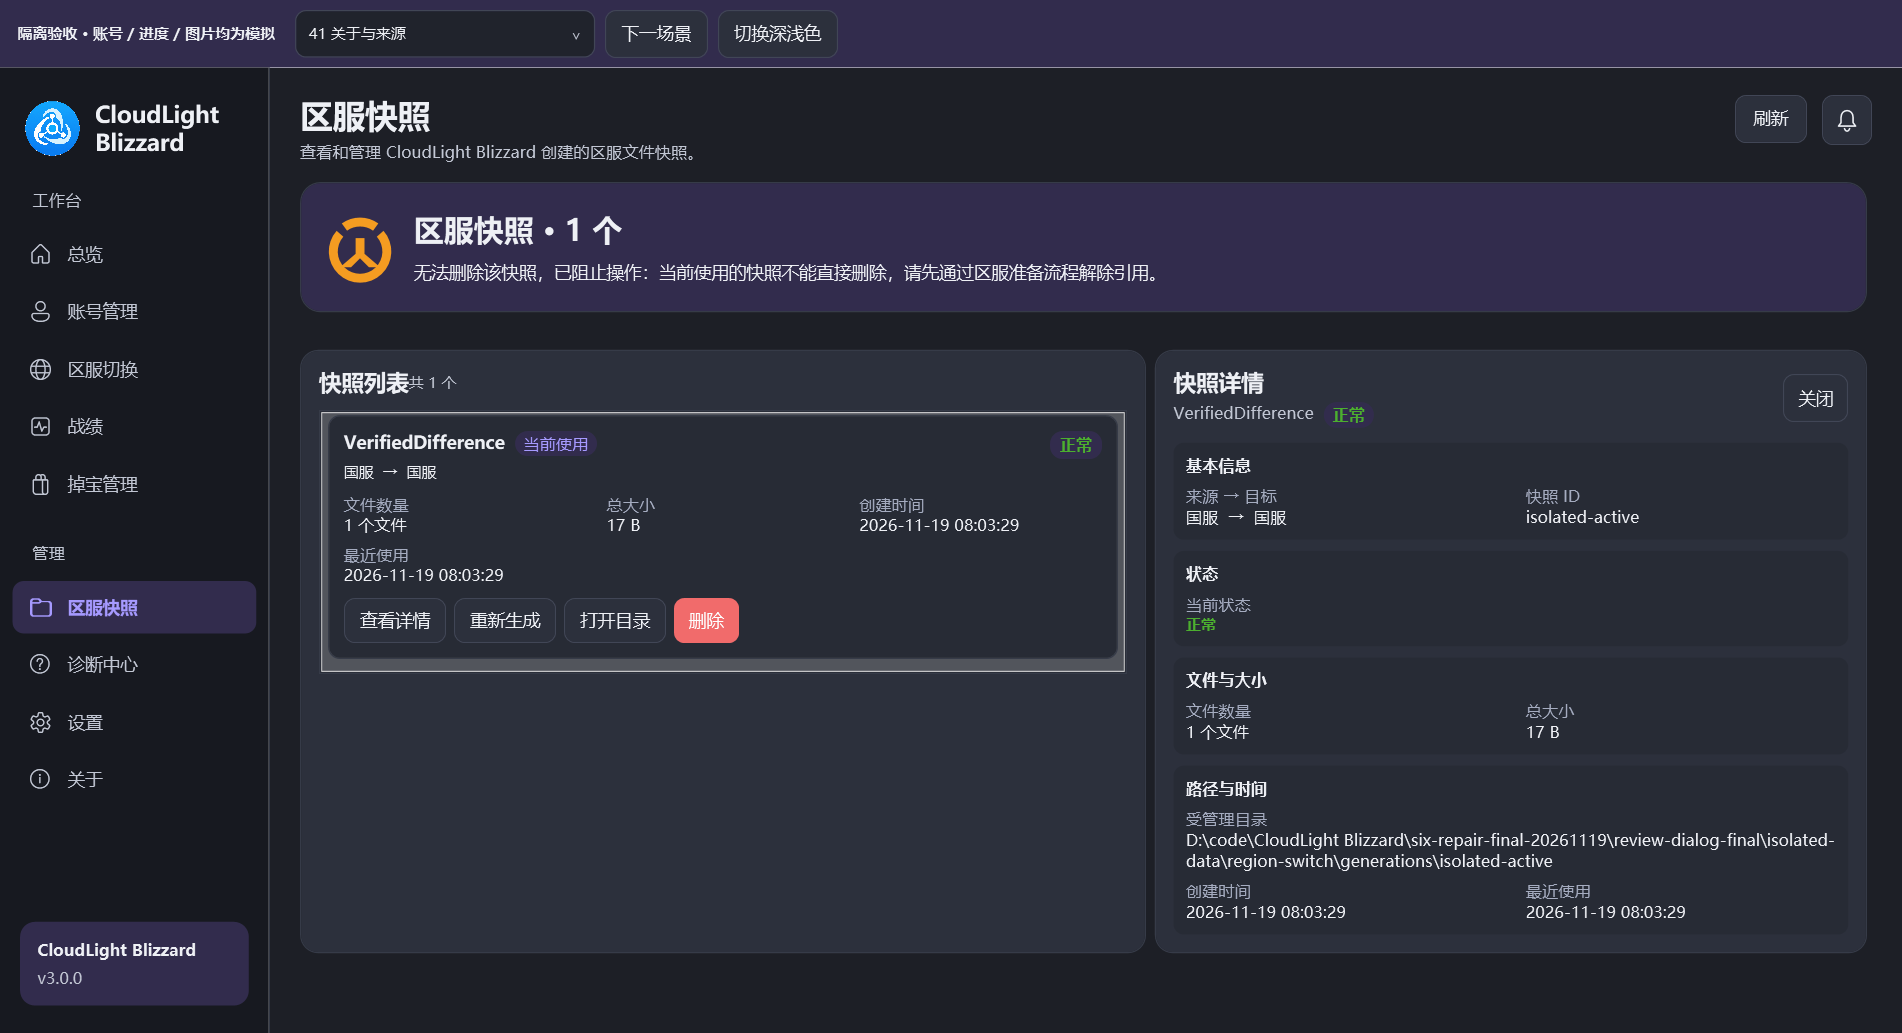 隔离验收 • 账号 / 进度 / 图片均为模拟
41 关于与来源
下一场景
切换深浅色
CloudLight
Blizzard
工作台
总览
账号管理
区服切换
战绩
掉宝管理
管理
区服快照
诊断中心
设置
关于
CloudLight Blizzard
v3.0.0
区服快照
查看和管理 CloudLight Blizzard 创建的区服文件快照。
刷新
区服快照 • 1 个
无法删除该快照，已阻止操作：当前使用的快照不能直接删除，请先通过区服准备流程解除引用。
快照列表共 1 个
VerifiedDifference 当前使用 正常
国服 → 国服
文件数量 总大小 创建时间
1 个文件 17 B 2026-11-19 08:03:29
最近使用
2026-11-19 08:03:29
查看详情 重新生成 打开目录 删除
快照详情
VerifiedDifference 正常
关闭
基本信息
来源 → 目标 快照 ID
国服 → 国服 isolated-active
状态
当前状态
正常
文件与大小
文件数量 总大小
1 个文件 17 B
路径与时间
受管理目录
D:\code\CloudLight Blizzard\six-repair-final-20261119\review-dialog-final\isolated-
data\region-switch\generations\isolated-active
创建时间 最近使用
2026-11-19 08:03:29 2026-11-19 08:03:29